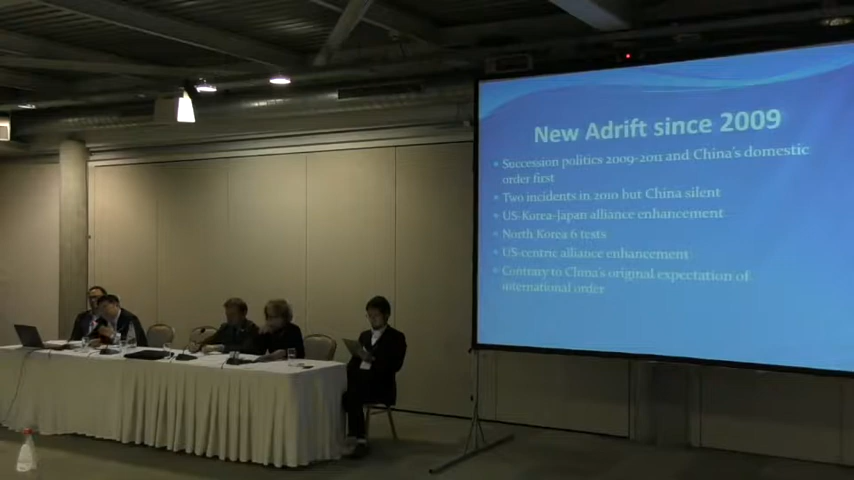 New Adrift since 2009
Succession politics 2009-2011 and China's domestic
order first
Two incidents in 2010 but China silent
US-Korea-Japan alliance enhancement
North Korea 6 tests
US-centric alliance enhancement
Contrary to China's original expectation of
international order